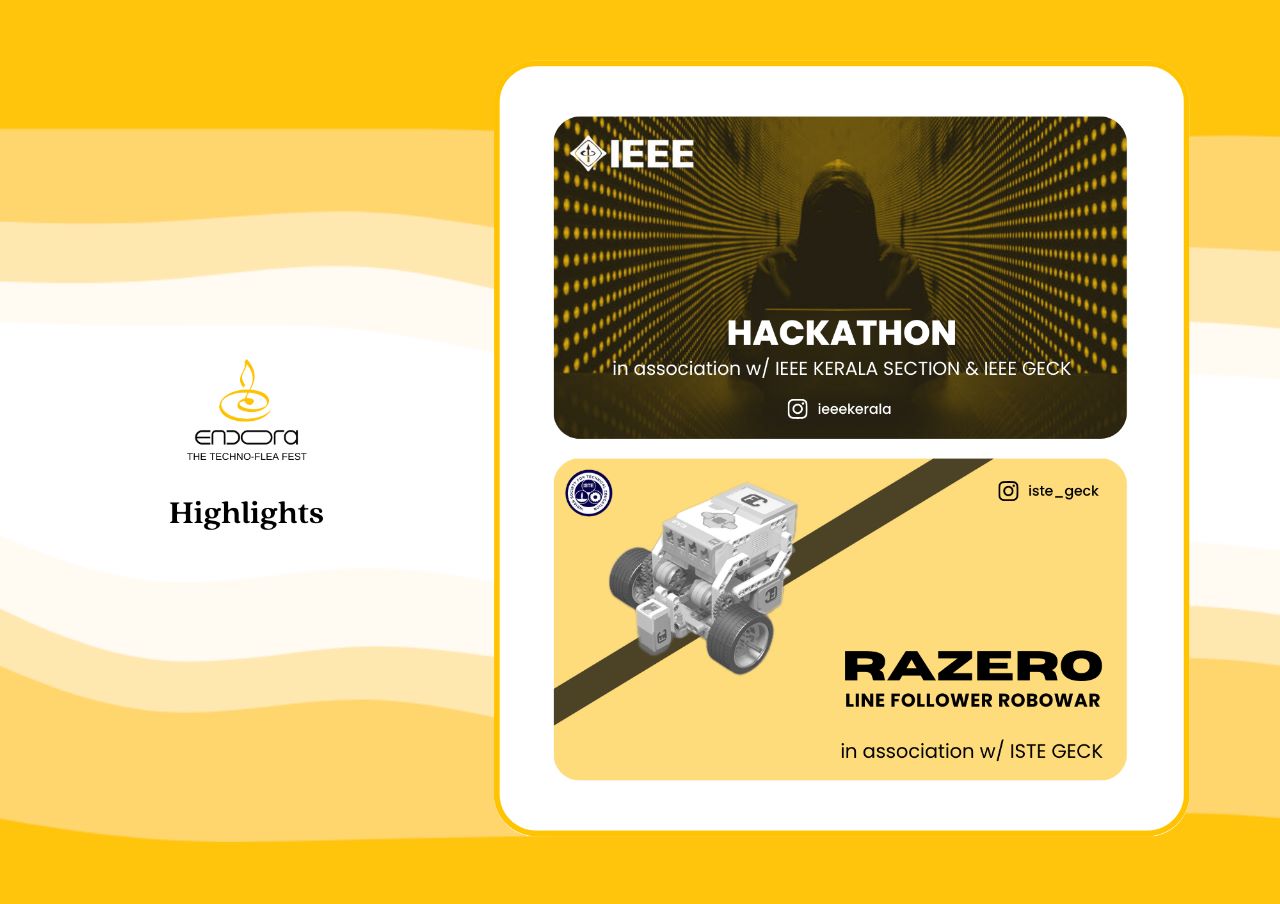 enDORa
THE TECHNO-FLEA FEST
Highlights
IEEE
HACKATHON
in association w/ IEEE KERALA SECTION & IEEE GECK
ieeekerala
ISTE
iste_geck
RAZERO
LINE FOLLOWER ROBOWAR
in association w/ ISTE GECK